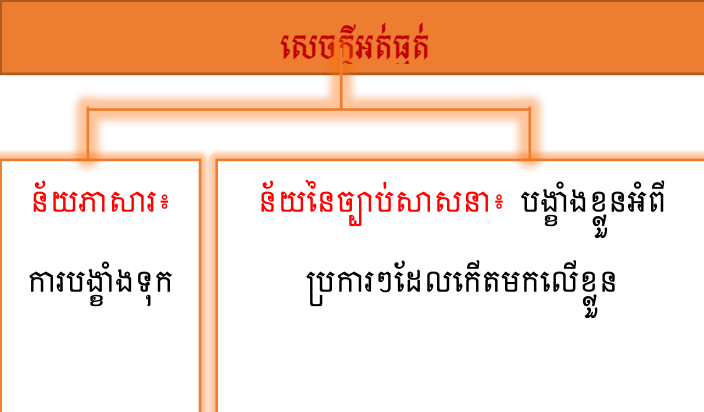 សេចក្ដីអត់ធ្មត់
ន័យភាសារ៖
ការបង្ខាំងទុក
ន័យនៃច្បាប់សាសនា៖ បង្ខាំងខ្លួនអំពី
ប្រការៗដែលកើតមកលើខ្លួន